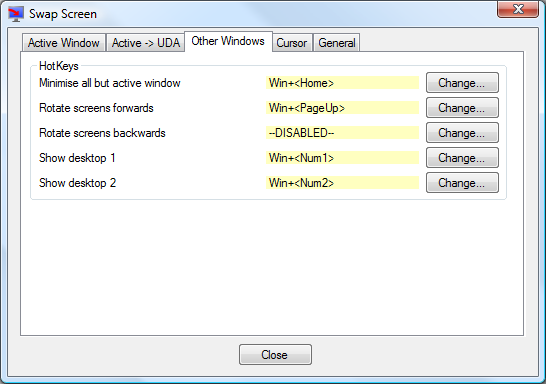 Swap Screen
Active Window Active -> UDA Other Windows Cursor General
HotKeys
Minimise all but active window Win+<Home> Change...
Rotate screens forwards Win+<PageUp> Change...
Rotate screens backwards --DISABLED-- Change...
Show desktop 1 Win+<Num1> Change...
Show desktop 2 Win+<Num2> Change...
Close